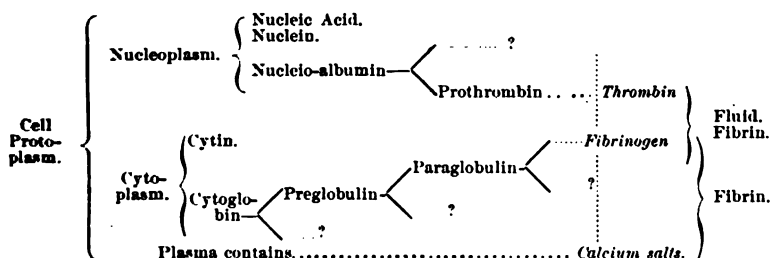 Nucleic Acid.
Nuclein.
Nucleoplasm.
........ ?
Nucleio-albumin
Prothrombin ..... Thrombin
Fluid.
Fibrin.
Cell
Proto-
plasm.
Cytin.
...... Fibrinogen
Cyto-
plasm.
Paraglobulin
?
Cytoglo-
bin
Preglobulin
?
Fibrin.
...?
Plasma contains................................ Calcium salts.